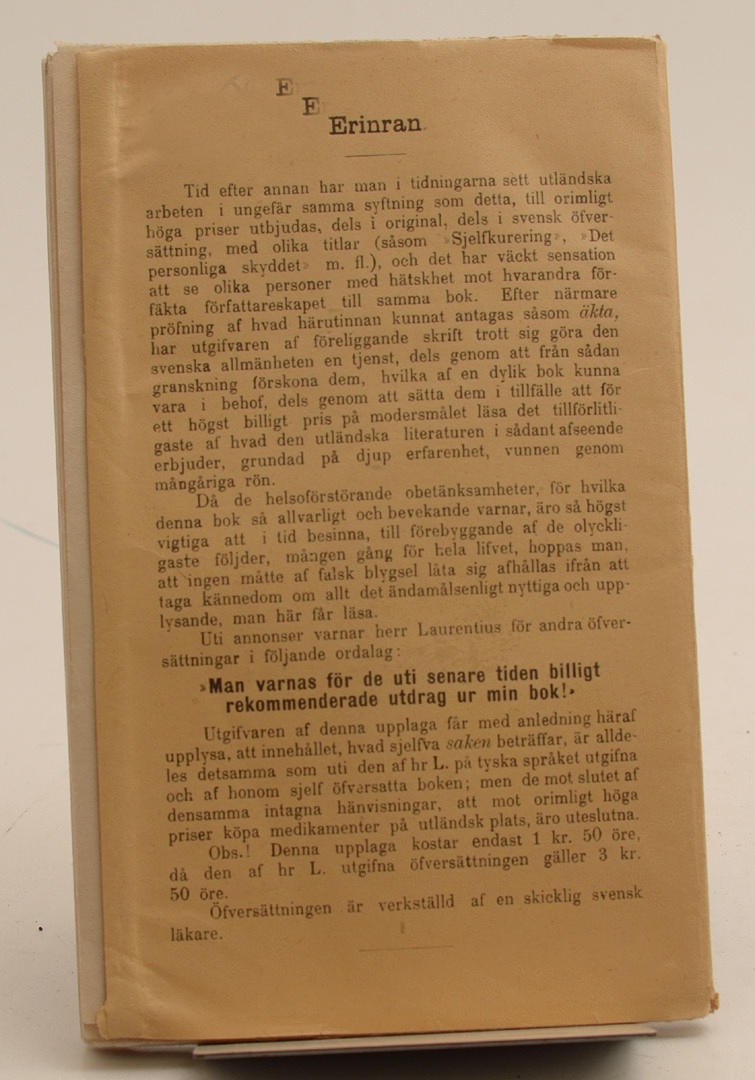 E
E
Erinran.
Tid efter annan har man i tidningarna sett utländska
arbeten i ungefär samma syftning som detta, till orimligt
höga priser utbjudas, dels i original, dels i svensk öfver-
sättning, med olika titlar (såsom »Sjelfkurering», »Det
personliga skyddet» m. fl.), och det har väckt sensation
att se olika personer med hätskhet mot hvarandra för-
fäkta författareskapet till samma bok. Efter närmare
pröfning af hvad härutinnan kunnat antagas såsom äkta,
har utgifvaren af föreliggande skrift trott sig göra den
svenska allmänheten en tjenst, dels genom att från sådan
granskning förskona dem, hvilka af en dylik bok kunna
vara i behof, dels genom att sätta dem i tillfälle att för
ett högst billigt pris på modersmålet läsa det tillförlitli-
gaste af hvad den utländska literaturen i sådant afseende
erbjuder, grundad på djup erfarenhet, vunnen genom
mångåriga rön.
Då de helsoförstörande obetänksamheter, för hvilka
denna bok så allvarligt och bevekande varnar, äro så högst
vigtiga att i tid besinna, till förebyggande af de olyckli-
gaste följder, mången gång för hela lifvet, hoppas man,
att ingen måtte af falsk blygsel låta sig afhållas ifrån att
taga kännedom om allt det ändamålsenligt nyttiga och upp-
lysande, man här får läsa.
Uti annonser varnar herr Laurentius för andra öfver-
sättningar i följande ordalag:
»Man varnas för de uti senare tiden billigt
rekommenderade utdrag ur min bok!»
Utgifvaren af denna upplaga får med anledning häraf
upplysa, att innehållet, hvad sjelfva saken beträffar, är allde-
les detsamma som uti den af hr L. på tyska språket utgifna
och af honom sjelf öfversatta boken; men de mot slutet af
densamma intagna hänvisningar, att mot orimligt höga
priser köpa medikamenter på utländsk plats, äro uteslutna.
Obs.! Denna upplaga kostar endast 1 kr. 50 öre,
då den af hr L. utgifna öfversättningen gäller 3 kr.
50 öre.
Öfversättningen är verkställd af en skicklig svensk
läkare.